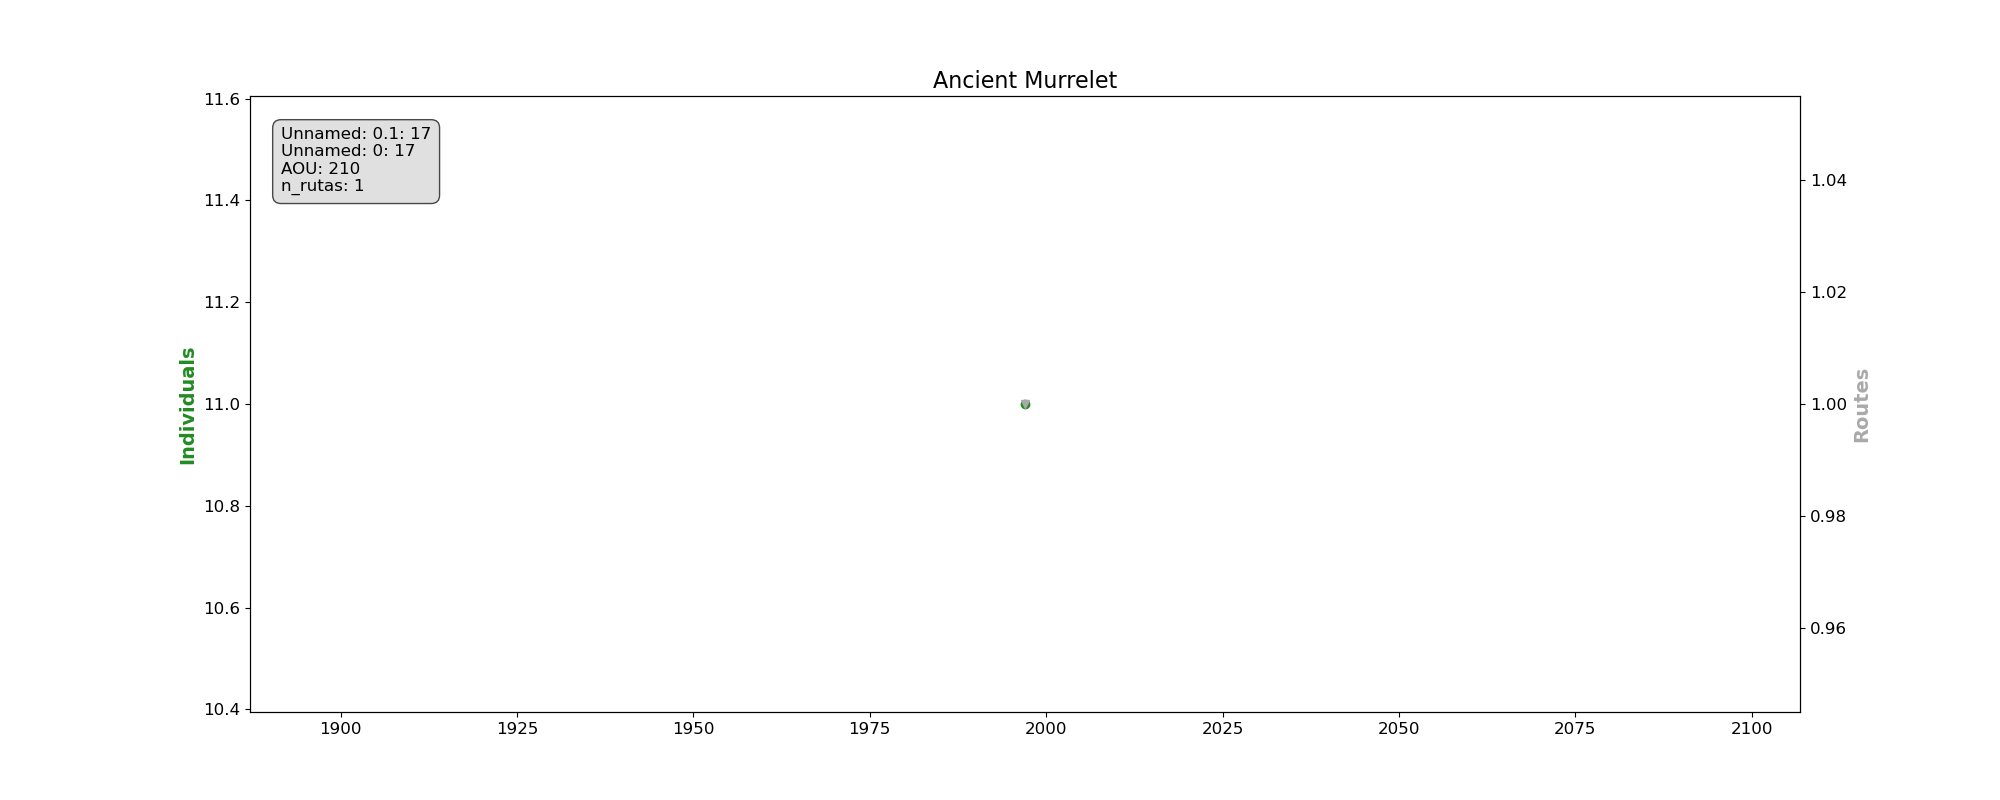 Ancient Murrelet
Unnamed: 0.1: 17
Unnamed: 0: 17
AOU: 210
n_rutas: 1
11.6
11.4
11.2
11.0
10.8
10.6
10.4
Individuals
1.04
1.02
1.00
0.98
0.96
Routes
1900 1925 1950 1975 2000 2025 2050 2075 2100